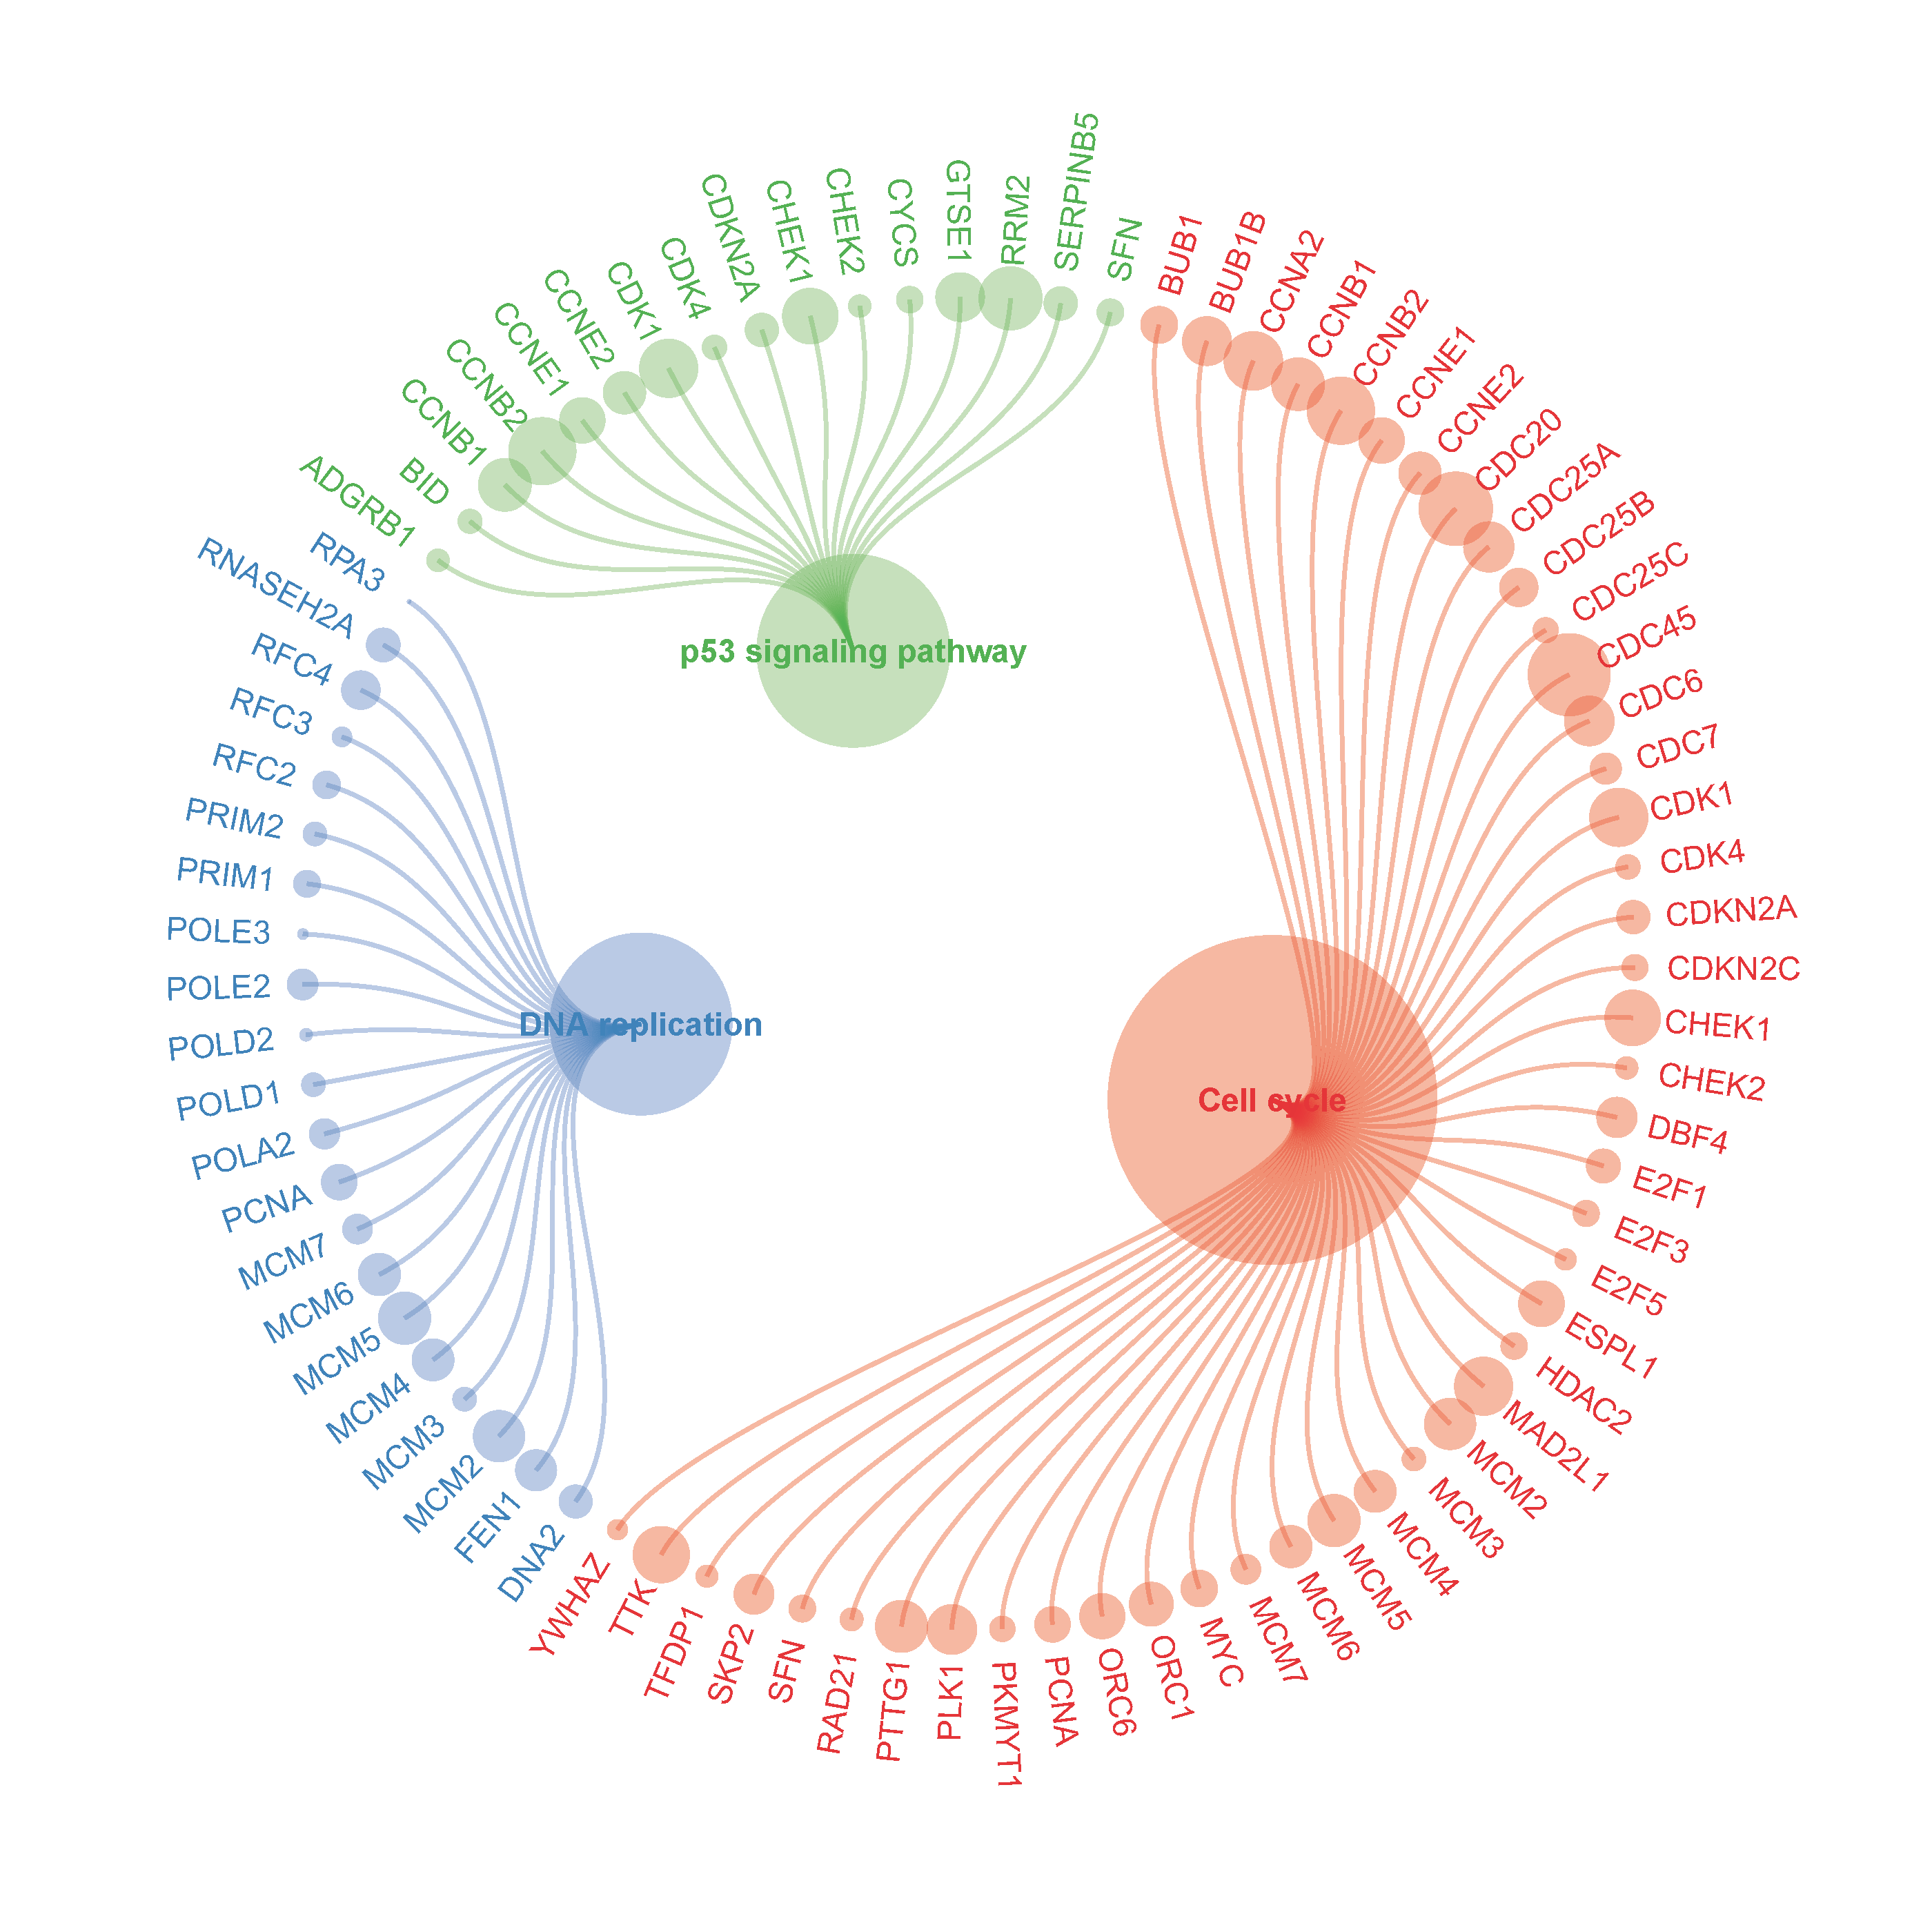 ADGRB1
BID
CCNB1
CCNB2
CCNE1
CCNE2
CDK1
CDK4
CDKN2A
CHEK1
CHEK2
CYCS
GTSE1
RRM2
SERPINB5
SFN
BUB1
BUB1B
CCNA2
CCNB1
CCNB2
CCNE1
CCNE2
CDC20
CDC25A
CDC25B
CDC25C
CDC45
CDC6
CDC7
CDK1
CDK4
CDKN2A
CDKN2C
CHEK1
CHEK2
DBF4
E2F1
E2F3
E2F5
ESPL1
HDAC2
MAD2L1
MCM2
MCM3
MCM4
MCM5
MCM6
MCM7
MYC
ORC1
ORC6
PCNA
PKMYT1
PLK1
PTTG1
RAD21
SFN
SKP2
TFDP1
TTK
YWHAZ
DNA2
FEN1
MCM2
MCM3
MCM4
MCM5
MCM6
MCM7
PCNA
POLA2
POLD1
POLD2
POLE2
POLE3
PRIM1
PRIM2
RFC2
RFC3
RFC4
RNASEH2A
RPA3
p53 signaling pathway
DNA replication
Cell cycle